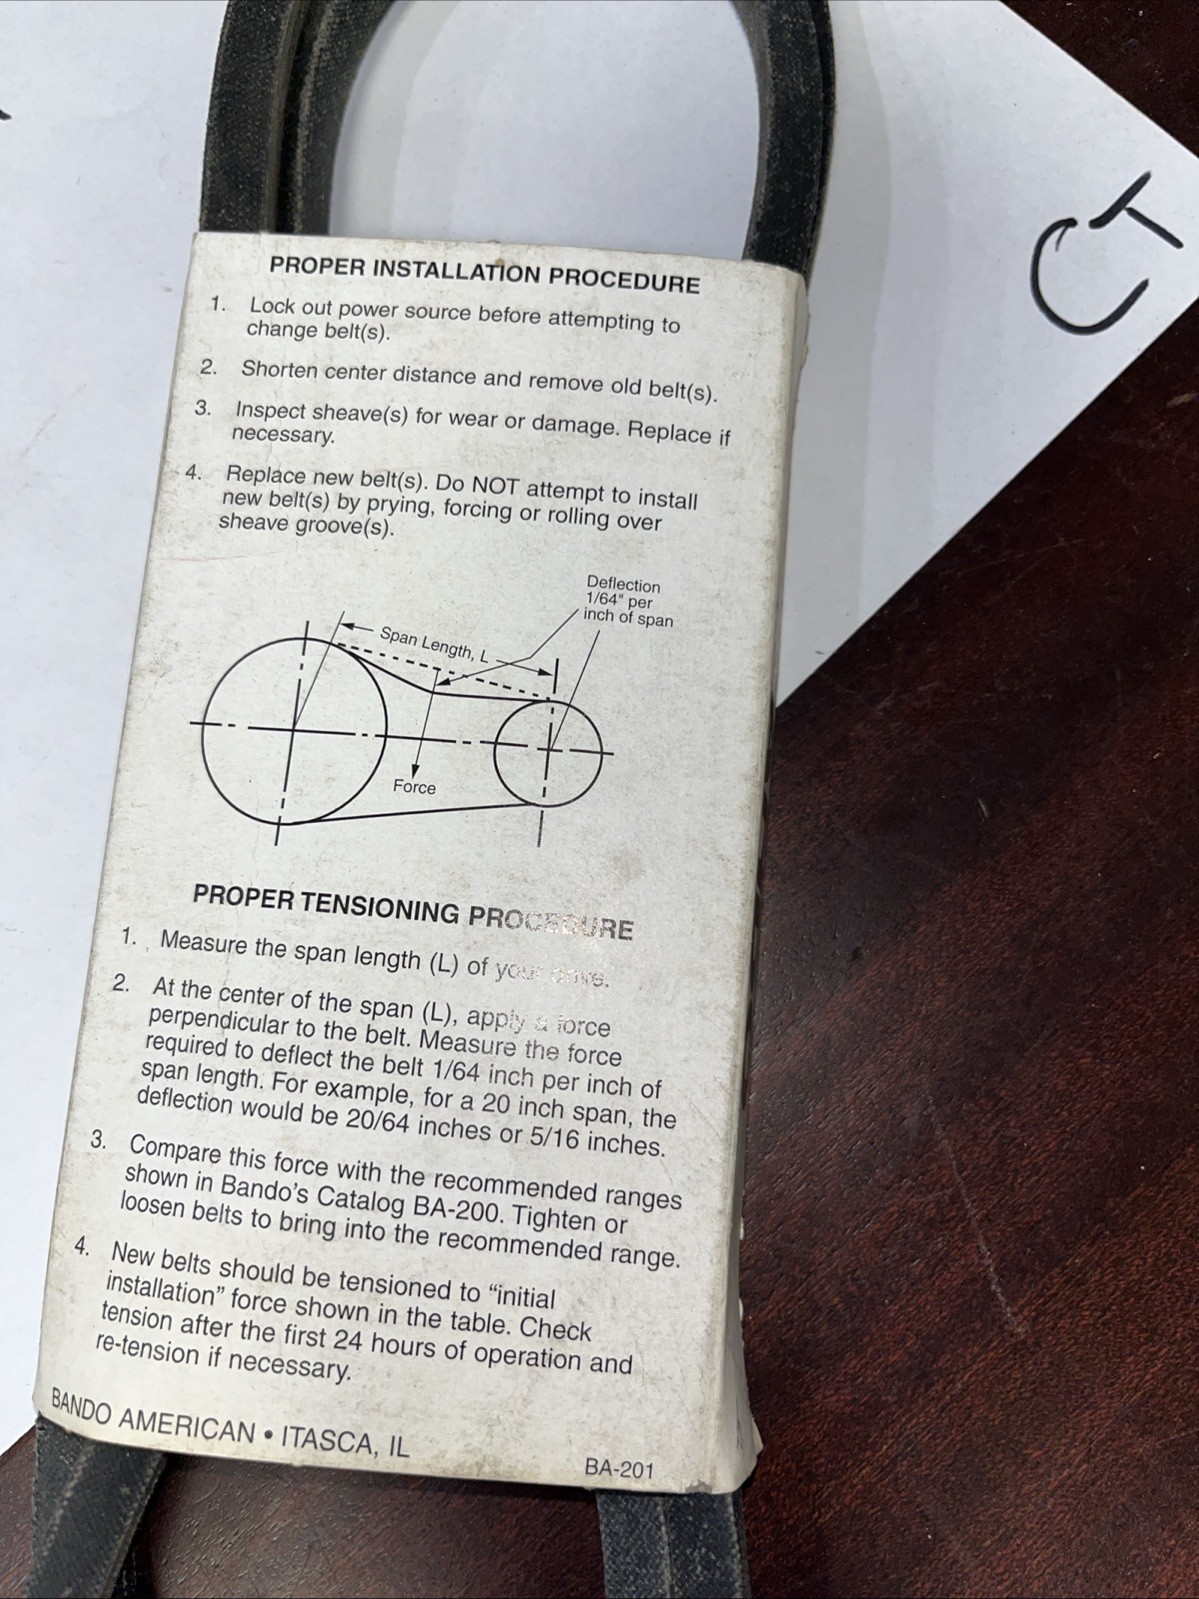 PROPER INSTALLATION PROCEDURE
1. Lock out power source before attempting to
change belt(s).
2. Shorten center distance and remove old belt(s).
3. Inspect sheave(s) for wear or damage. Replace if
necessary.
4. Replace new belt(s). Do NOT attempt to install
new belt(s) by prying, forcing or rolling over
sheave groove(s).
Deflection
1/64" per
inch of span
Span Length, L
Force
PROPER TENSIONING PROCEDURE
1. Measure the span length (L) of your drive.
2. At the center of the span (L), apply a force
perpendicular to the belt. Measure the force
required to deflect the belt 1/64 inch per inch of
span length. For example, for a 20 inch span, the
deflection would be 20/64 inches or 5/16 inches.
3. Compare this force with the recommended ranges
shown in Bando's Catalog BA-200. Tighten or
loosen belts to bring into the recommended range.
4. New belts should be tensioned to "initial
installation" force shown in the table. Check
tension after the first 24 hours of operation and
re-tension if necessary.
BANDO AMERICAN • ITASCA, IL
BA-201